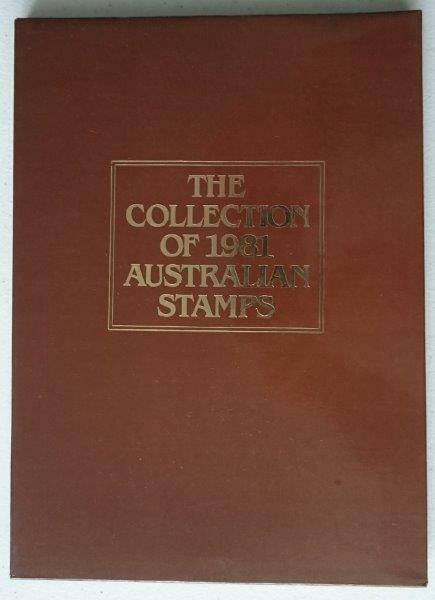 THE
COLLECTION
OF 1981
AUSTRALIAN
STAMPS